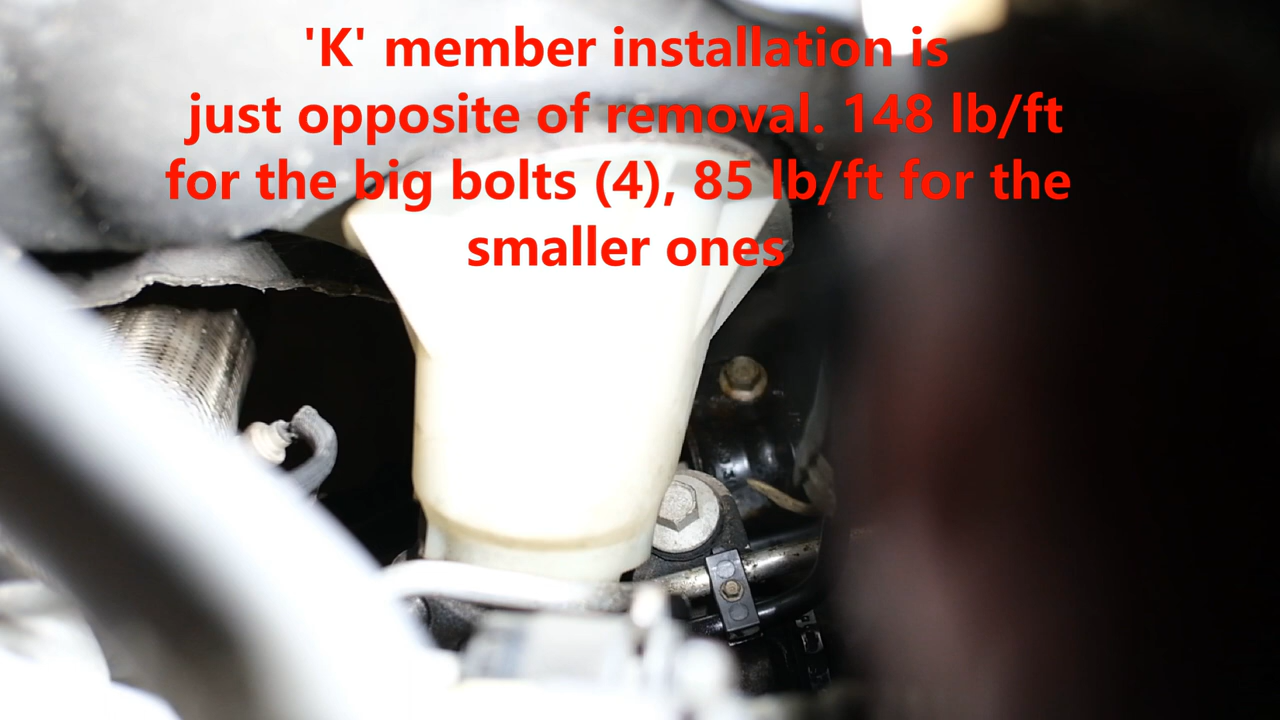 'K' member installation is
just opposite of removal. 148 lb/ft
for the big bolts (4), 85 lb/ft for the
smaller ones